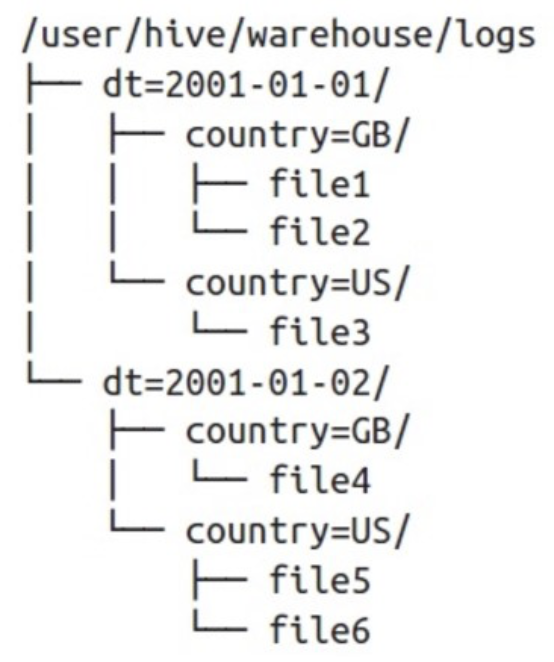 /user/hive/warehouse/logs
├── dt=2001-01-01/
│   ├── country=GB/
│   │   ├── file1
│   │   └── file2
│   └── country=US/
│       └── file3
└── dt=2001-01-02/
    ├── country=GB/
    │   └── file4
    └── country=US/
        ├── file5
        └── file6